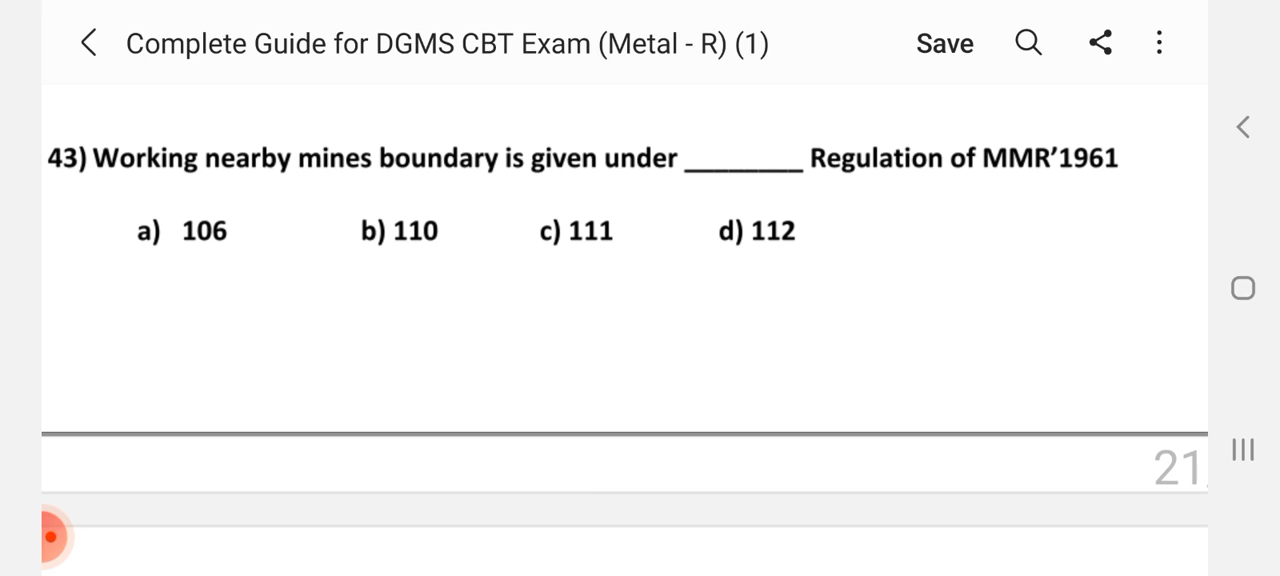 Complete Guide for DGMS CBT Exam (Metal - R) (1) Save
43) Working nearby mines boundary is given under ________ Regulation of MMR’1961
a) 106 b) 110 c) 111 d) 112
21